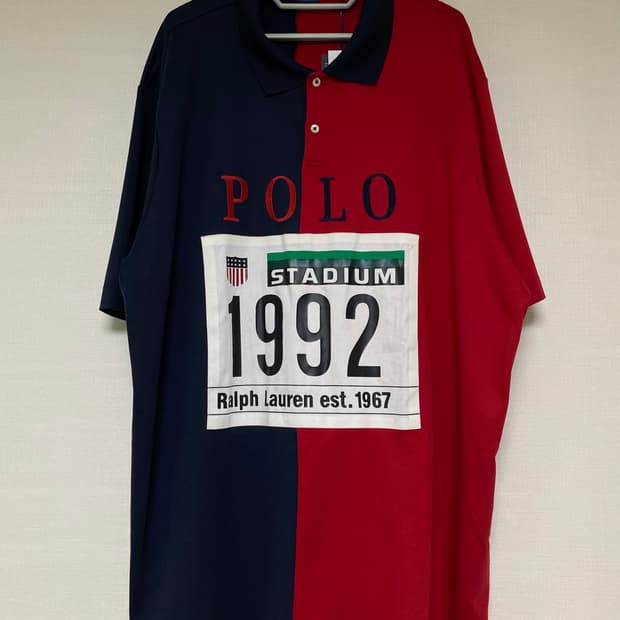 POLO
STADIUM
1992
Ralph Lauren est. 1967